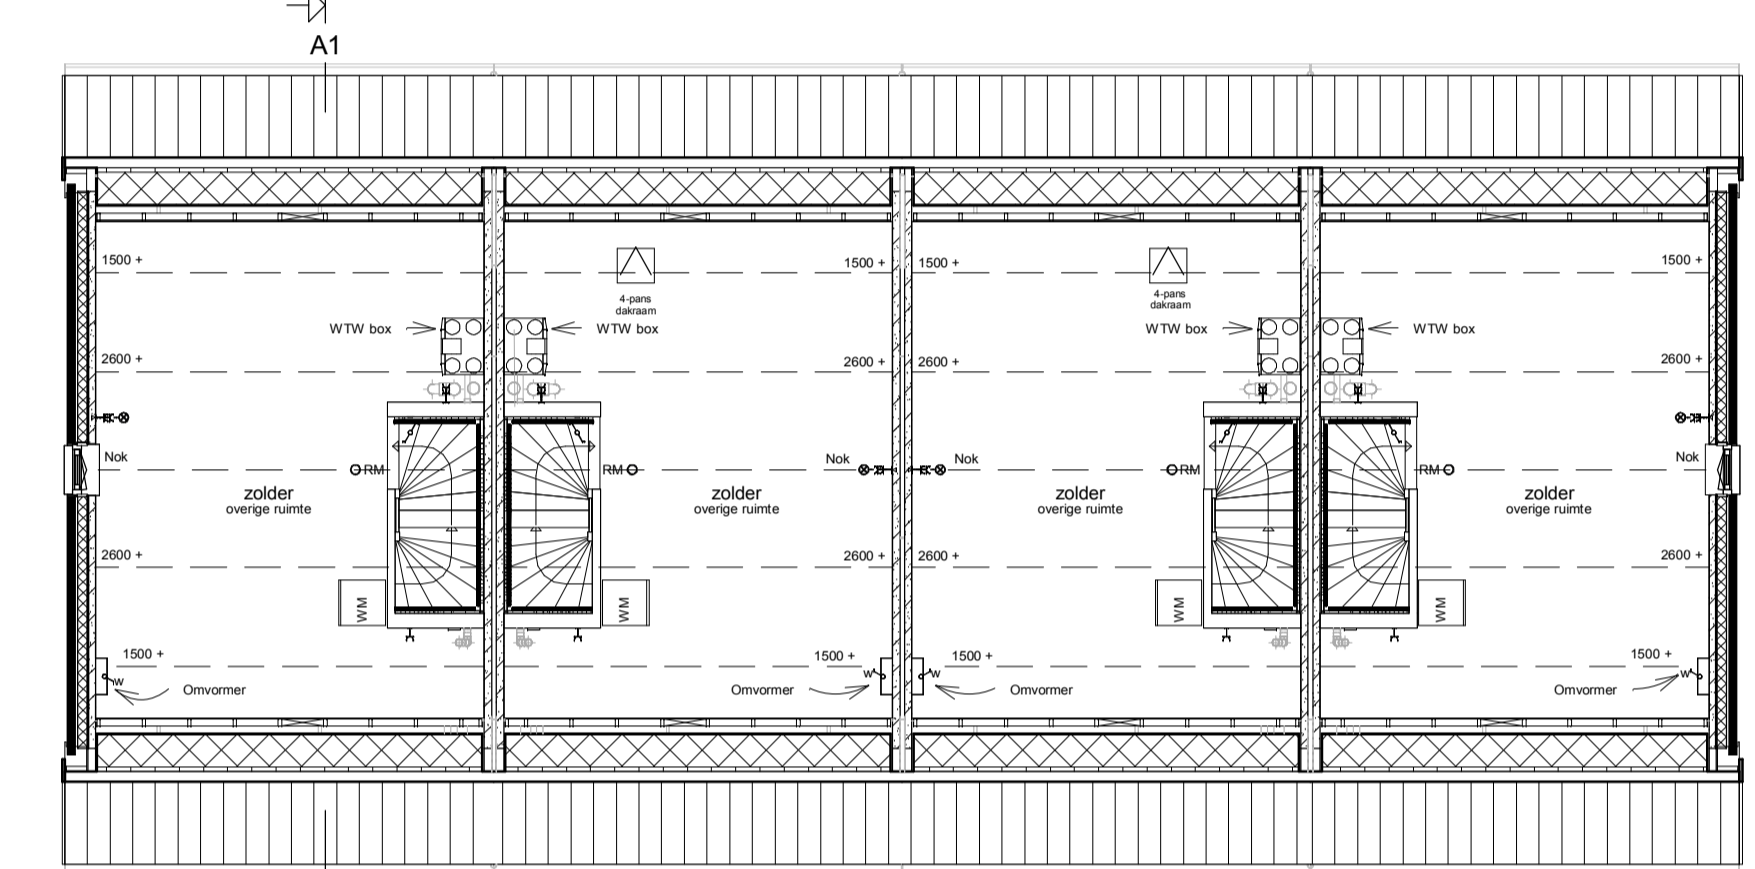 A1
1500 +
1500 +
1500 +
1500 +
4-pans
dakraam
4-pans
dakraam
WTW box
WTW box
WTW box
WTW box
2600 +
2600 +
2600 +
2600 +
Nok
RM
RM
Nok
Nok
RM
RM
Nok
zolder
overige ruimte
zolder
overige ruimte
zolder
overige ruimte
zolder
overige ruimte
2600 +
2600 +
2600 +
2600 +
WM
WM
WM
WM
1500 +
1500 +
1500 +
1500 +
w
Omvormer
Omvormer
w
w
Omvormer
Omvormer
w